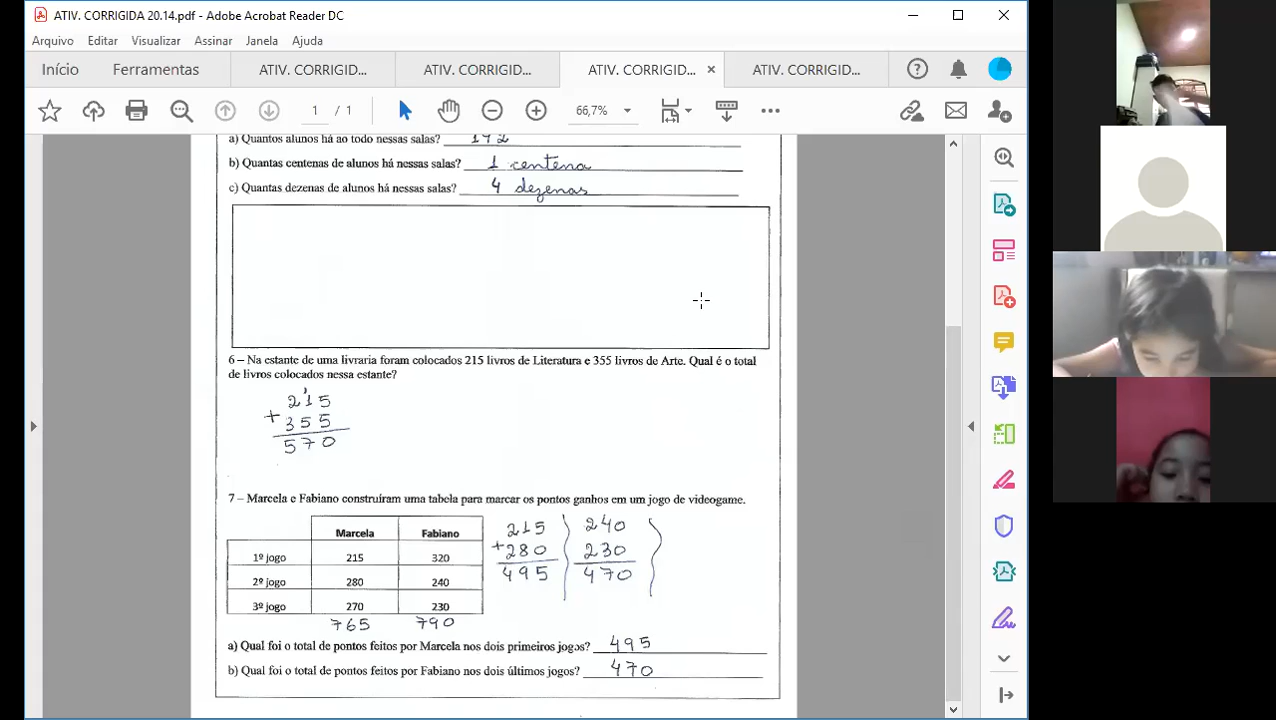 ATIV. CORRIGIDA 20.14.pdf - Adobe Acrobat Reader DC
Arquivo Editar Visualizar Assinar Janela Ajuda
Início Ferramentas ATIV. CORRIGID... ATIV. CORRIGID... ATIV. CORRIGID... ATIV. CORRIGID...
1 / 1 66,7%
a) Quantos alunos há ao todo nessas salas?
b) Quantas centenas de alunos há nessas salas? 1 centena
c) Quantas dezenas de alunos há nessas salas? 4 dezenas
6 – Na estante de uma livraria foram colocados 215 livros de Literatura e 355 livros de Arte. Qual é o total
de livros colocados nessa estante?
1
215
+355
570
7 – Marcela e Fabiano construíram uma tabela para marcar os pontos ganhos em um jogo de videogame.
Marcela Fabiano
1º jogo 215 320
2º jogo 280 240
3º jogo 270 230
765 790
215
+280
495
240
230
470
a) Qual foi o total de pontos feitos por Marcela nos dois primeiros jogos? 495
b) Qual foi o total de pontos feitos por Fabiano nos dois últimos jogos? 470